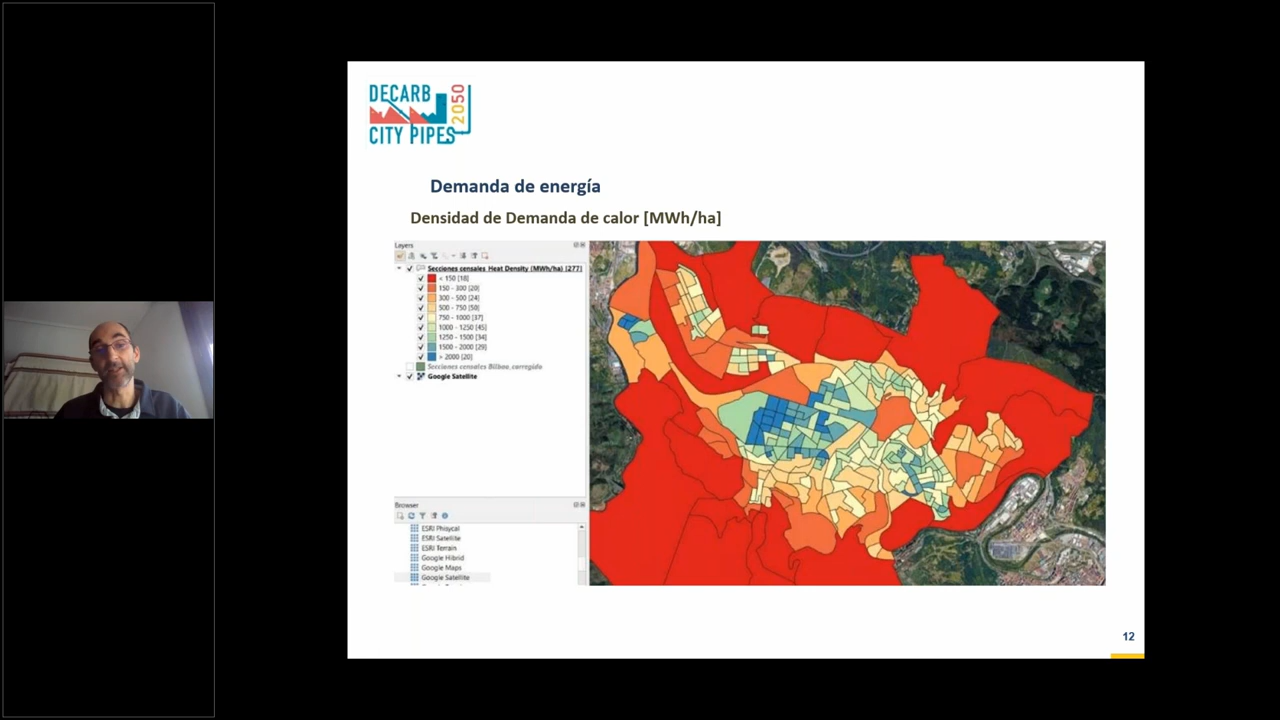 DECARB
CITY PIPES
2050
Demanda de energía
Densidad de Demanda de calor [MWh/ha]
Layers
Secciones censales Heat Density (MWh/ha) [277]
< 150 [18]
150 - 300 [20]
300 - 500 [24]
500 - 750 [50]
750 - 1000 [37]
1000 - 1250 [45]
1250 - 1500 [34]
1500 - 2000 [29]
> 2000 [20]
Secciones censales Bilbao_corregido
Google Satellite
Browser
ESRI Phisycal
ESRI Satellite
ESRI Terrain
Google Hibrid
Google Maps
Google Satellite
12